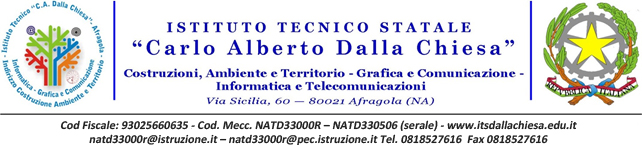 Istituto Tecnico "C.A. Dalla Chiesa". Afragola
Informatica - Grafica e Comunicazione
Indirizzo Costruzione Ambiente e Territorio
ISTITUTO TECNICO STATALE
"Carlo Alberto Dalla Chiesa"
Costruzioni, Ambiente e Territorio - Grafica e Comunicazione -
Informatica e Telecomunicazioni
Via Sicilia, 60 — 80021 Afragola (NA)
REPVBBLICA ITALIANA
Cod Fiscale: 93025660635 - Cod. Mecc. NATD33000R – NATD330506 (serale) - www.itsdallachiesa.edu.it
natd33000r@istruzione.it – natd33000r@pec.istruzione.it Tel. 0818527616 Fax 0818527616